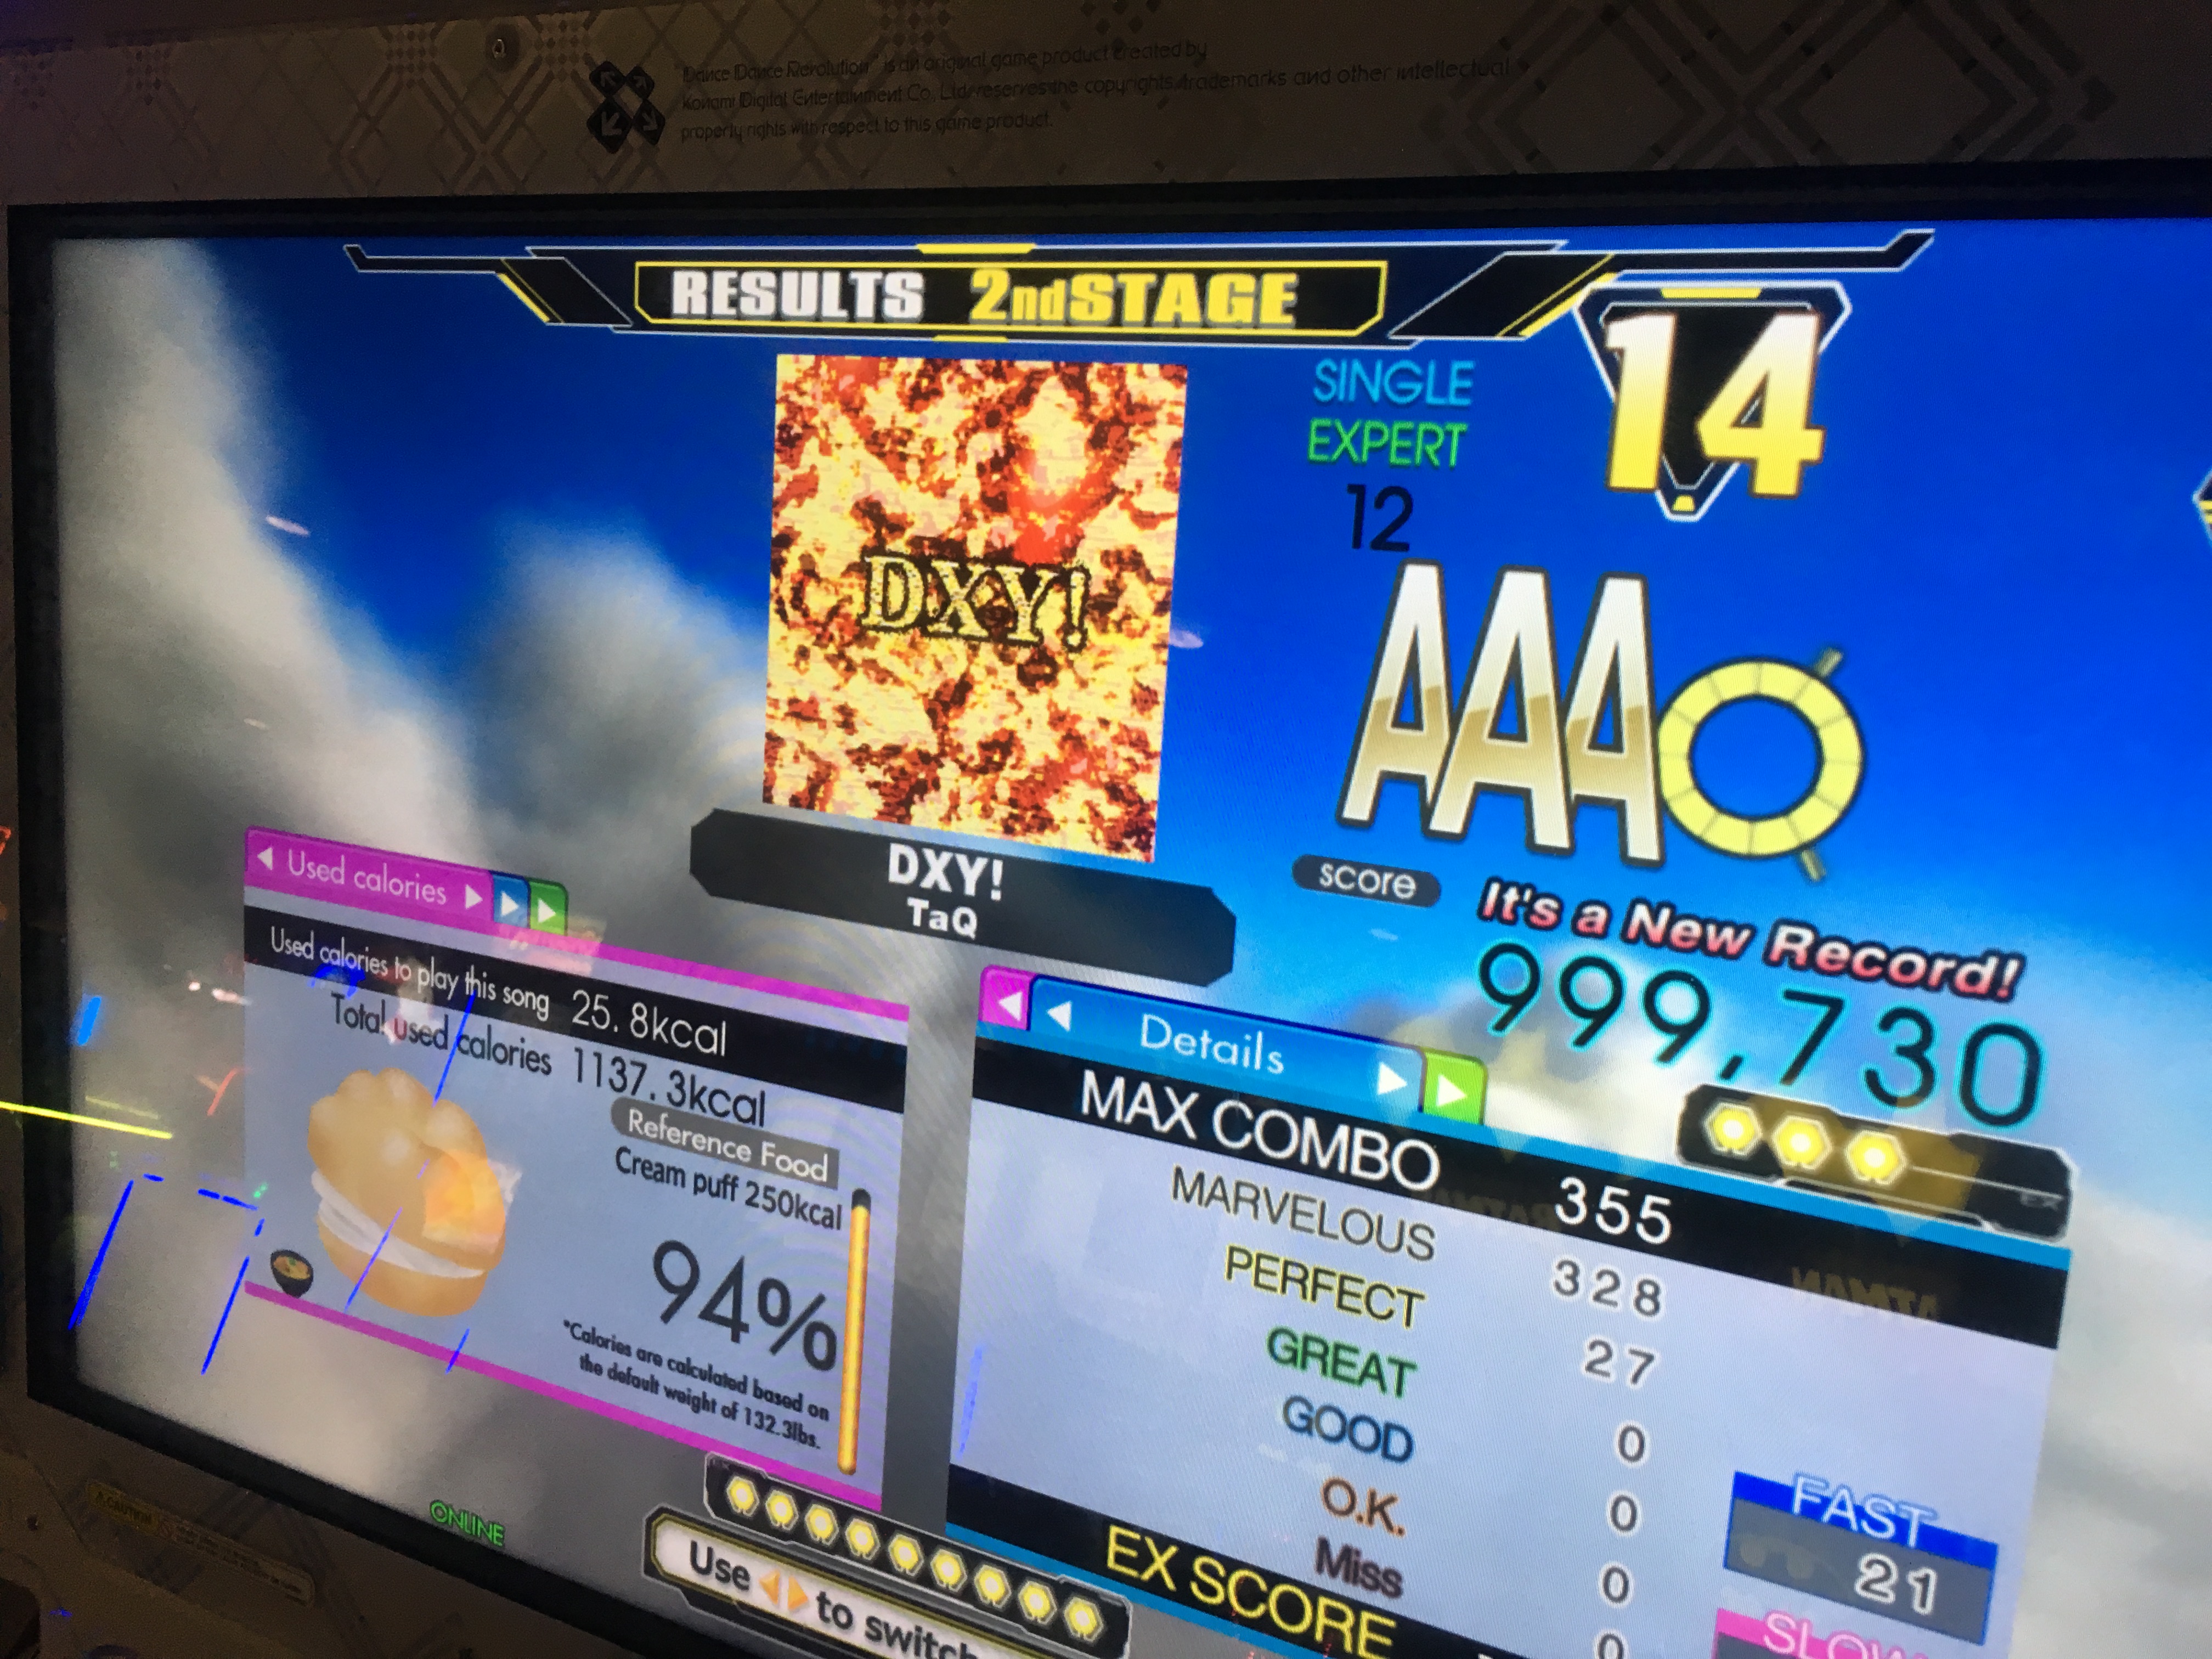 "Dance Dance Revolution" is an original game product created by
Konami Digital Entertainment Co., Ltd. reserves the copyrights, trademarks and other intellectual
property rights with respect to this game product.
RESULTS 2ndSTAGE
14
SINGLE
EXPERT
12
DXY!
AAA
DXY!
TaQ
score
It's a New Record!
999,730
Used calories
Used calories to play this song 25.8kcal
Total used calories 1137.3kcal
Reference Food
Cream puff 250kcal
94%
*Calories are calculated based on
the default weight of 132.3lbs.
Details
MAX COMBO 355
MARVELOUS 328
PERFECT 27
GREAT 0
GOOD 0
O.K. 0
Miss 0
EX SCORE
FAST
21
SLOW
EX
ONLINE
Use to switch
CAUTION